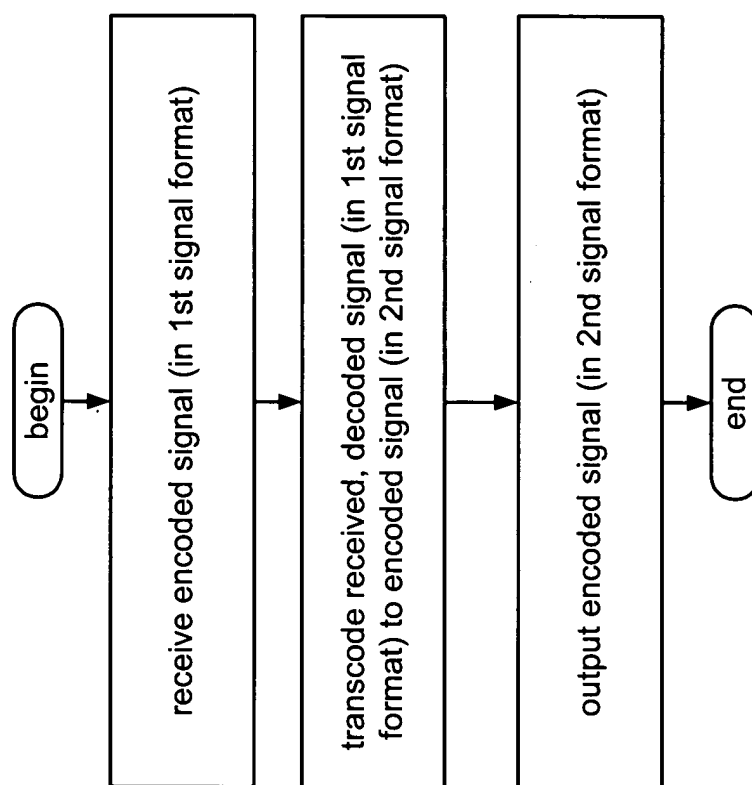 begin
receive encoded signal (in 1st signal format)
transcode received, decoded signal (in 1st signal
format) to encoded signal (in 2nd signal format)
output encoded signal (in 2nd signal format)
end